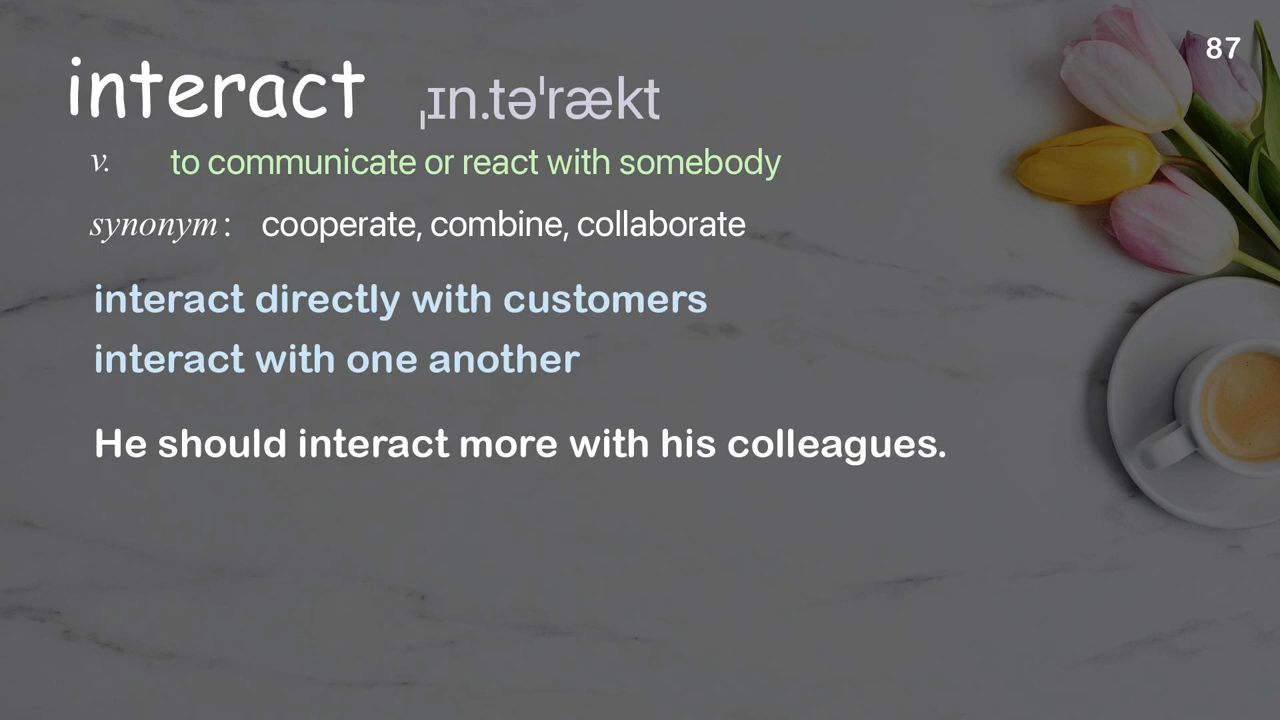 87
interact ˌɪn.təˈrækt
v. to communicate or react with somebody
synonym: cooperate, combine, collaborate
interact directly with customers
interact with one another
He should interact more with his colleagues.